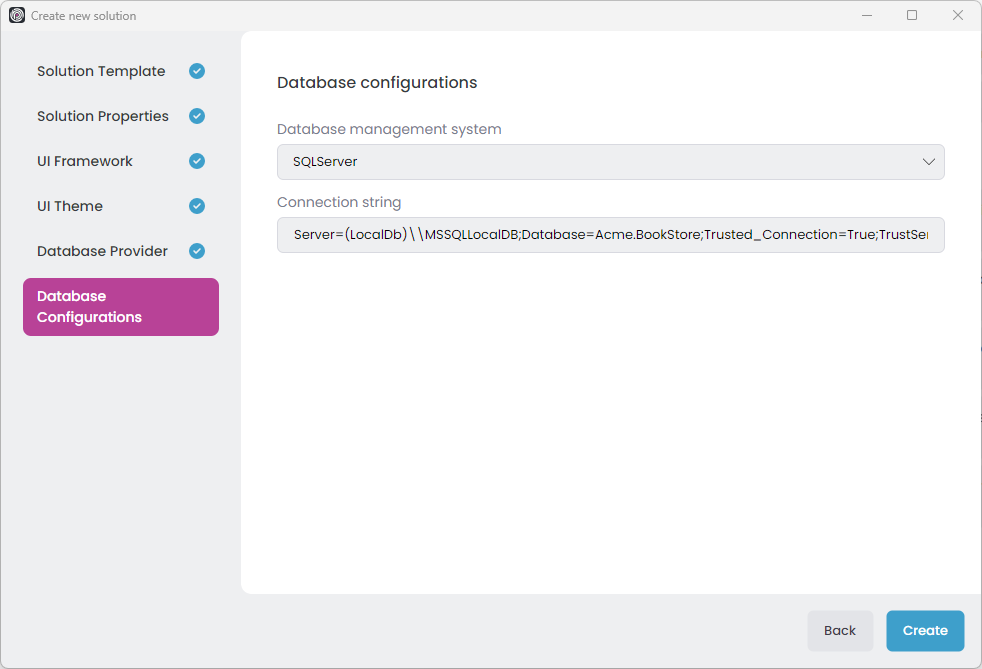 Create new solution
Solution Template
Solution Properties
UI Framework
UI Theme
Database Provider
Database
Configurations
Database configurations
Database management system
SQLServer
Connection string
Server=(LocalDb)\\MSSQLLocalDB;Database=Acme.BookStore;Trusted_Connection=True;TrustSer
Back
Create